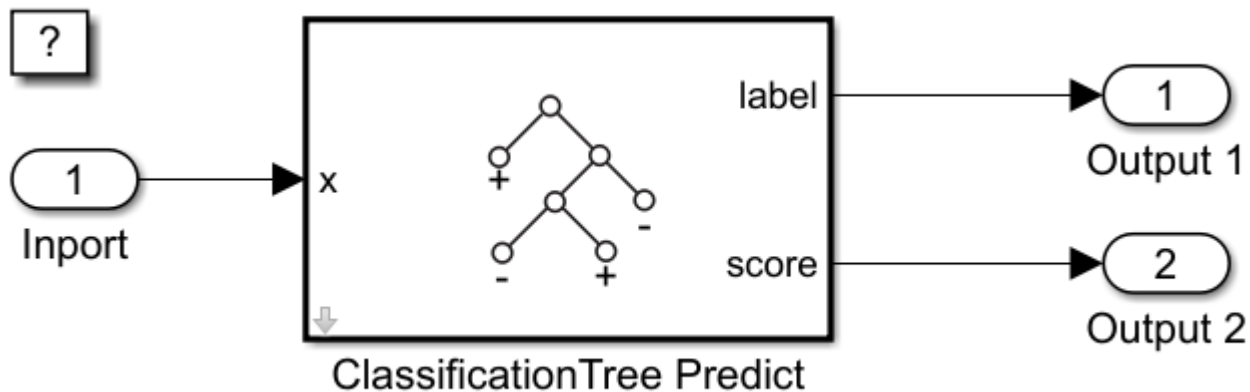 ?
1
Inport
x
+
-
-
+
label
score
ClassificationTree Predict
1
Output 1
2
Output 2